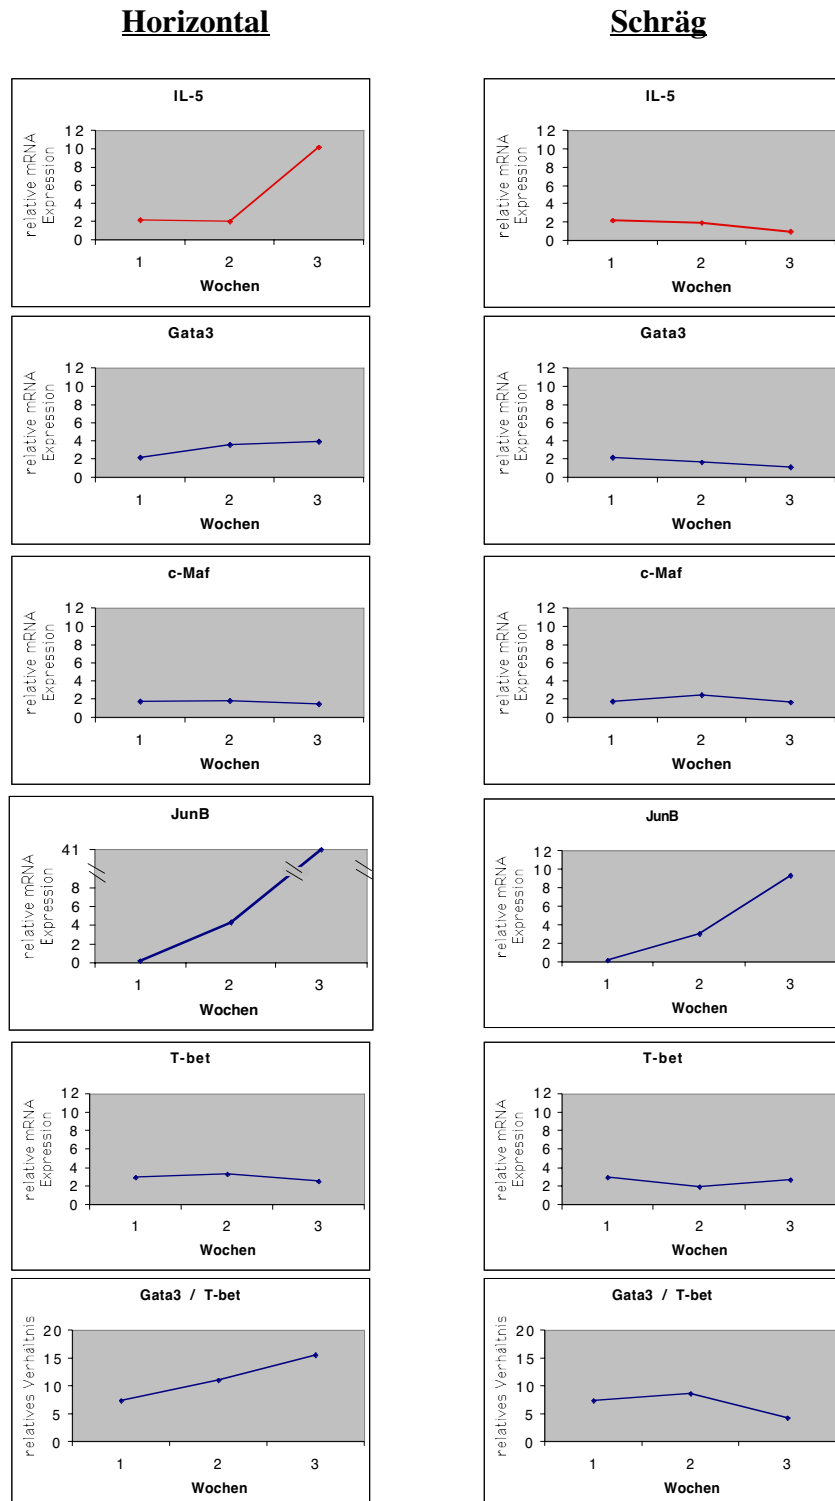 Horizontal
Schräg
IL-5
relative mRNA
Expression
12
10
8
6
4
2
0
1 2 3
Wochen
IL-5
relative mRNA
Expression
12
10
8
6
4
2
0
1 2 3
Wochen
Gata3
relative mRNA
Expression
12
10
8
6
4
2
0
1 2 3
Wochen
Gata3
relative mRNA
Expression
12
10
8
6
4
2
0
1 2 3
Wochen
c-Maf
relative mRNA
Expression
12
10
8
6
4
2
0
1 2 3
Wochen
c-Maf
relative mRNA
Expression
12
10
8
6
4
2
0
1 2 3
Wochen
JunB
relative mRNA
Expression
41
8
6
4
2
0
1 2 3
Wochen
JunB
relative mRNA
Expression
12
10
8
6
4
2
0
1 2 3
Wochen
T-bet
relative mRNA
Expression
12
10
8
6
4
2
0
1 2 3
Wochen
T-bet
relative mRNA
Expression
12
10
8
6
4
2
0
1 2 3
Wochen
Gata3 / T-bet
relatives Verhältnis
20
15
10
5
0
1 2 3
Wochen
Gata3 / T-bet
relatives Verhältnis
20
15
10
5
0
1 2 3
Wochen